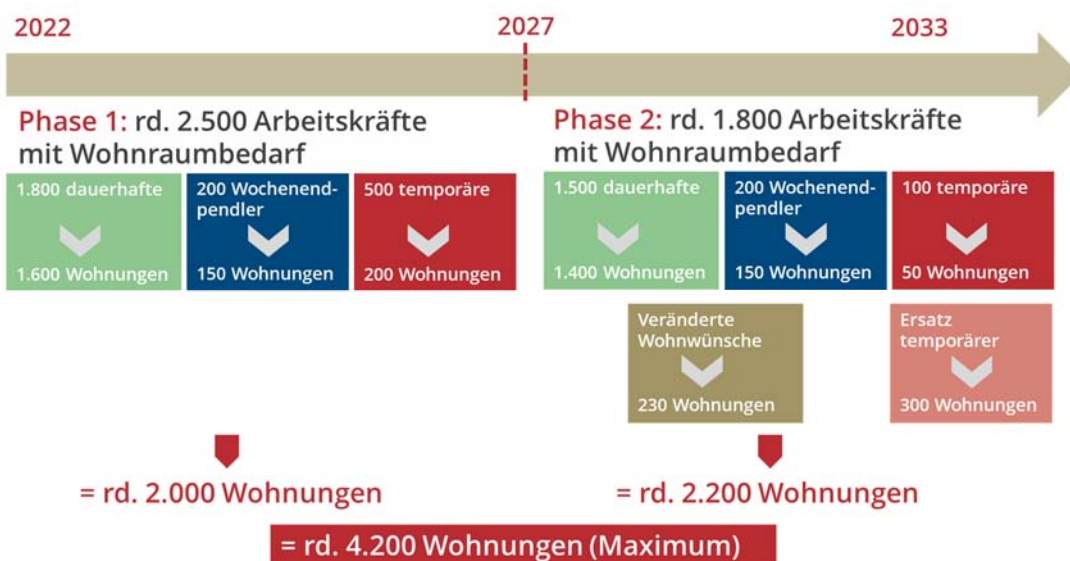 2022
2027
2033
Phase 1: rd. 2.500 Arbeitskräfte
mit Wohnraumbedarf
1.800 dauerhafte
1.600 Wohnungen
200 Wochenend-
pendler
150 Wohnungen
500 temporäre
200 Wohnungen
Phase 2: rd. 1.800 Arbeitskräfte
mit Wohnraumbedarf
1.500 dauerhafte
1.400 Wohnungen
200 Wochenend-
pendler
150 Wohnungen
100 temporäre
50 Wohnungen
Veränderte
Wohnwünsche
230 Wohnungen
Ersatz
temporärer
300 Wohnungen
= rd. 2.000 Wohnungen
= rd. 2.200 Wohnungen
= rd. 4.200 Wohnungen (Maximum)